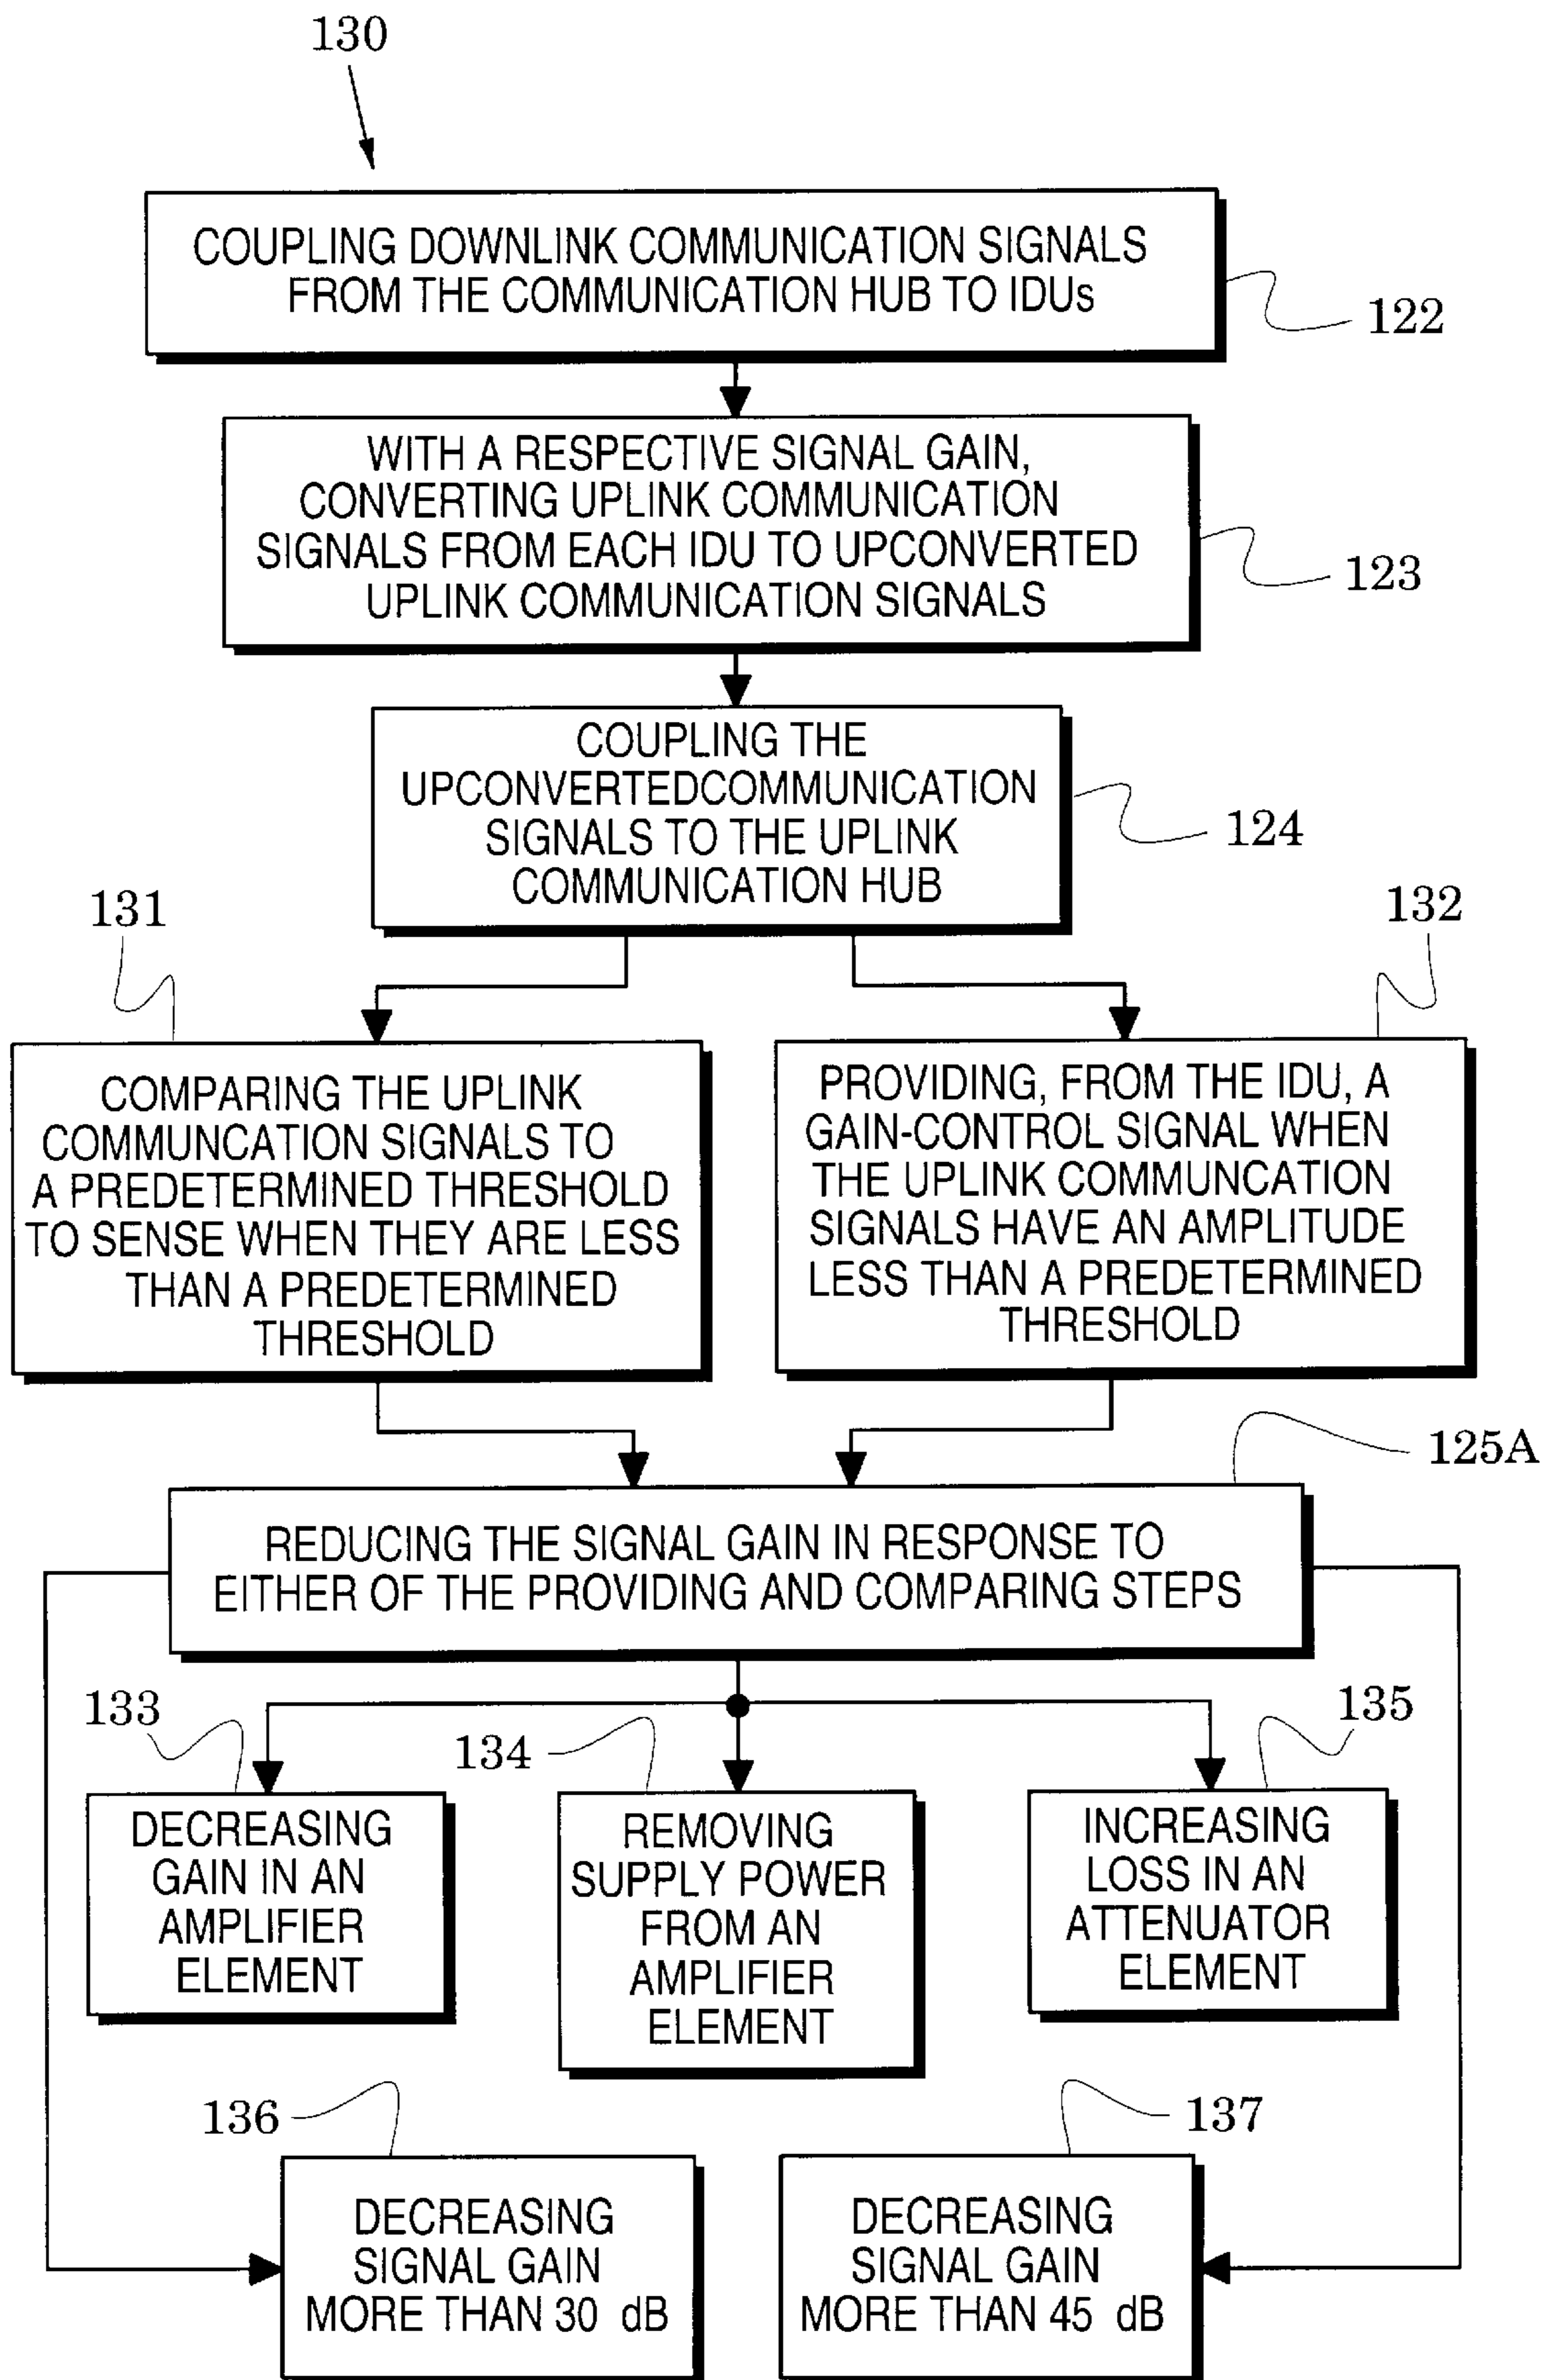 130
COUPLING DOWNLINK COMMUNICATION SIGNALS
FROM THE COMMUNICATION HUB TO IDUs
122
WITH A RESPECTIVE SIGNAL GAIN,
CONVERTING UPLINK COMMUNICATION
SIGNALS FROM EACH IDU TO UPCONVERTED
UPLINK COMMUNICATION SIGNALS
123
COUPLING THE
UPCONVERTEDCOMMUNICATION
SIGNALS TO THE UPLINK
COMMUNICATION HUB
124
131
COMPARING THE UPLINK
COMMUNCATION SIGNALS TO
A PREDETERMINED THRESHOLD
TO SENSE WHEN THEY ARE LESS
THAN A PREDETERMINED
THRESHOLD
132
PROVIDING, FROM THE IDU, A
GAIN-CONTROL SIGNAL WHEN
THE UPLINK COMMUNCATION
SIGNALS HAVE AN AMPLITUDE
LESS THAN A PREDETERMINED
THRESHOLD
125A
REDUCING THE SIGNAL GAIN IN RESPONSE TO
EITHER OF THE PROVIDING AND COMPARING STEPS
133
DECREASING
GAIN IN AN
AMPLIFIER
ELEMENT
134
REMOVING
SUPPLY POWER
FROM AN
AMPLIFIER
ELEMENT
135
INCREASING
LOSS IN AN
ATTENUATOR
ELEMENT
136
DECREASING
SIGNAL GAIN
MORE THAN 30 dB
137
DECREASING
SIGNAL GAIN
MORE THAN 45 dB